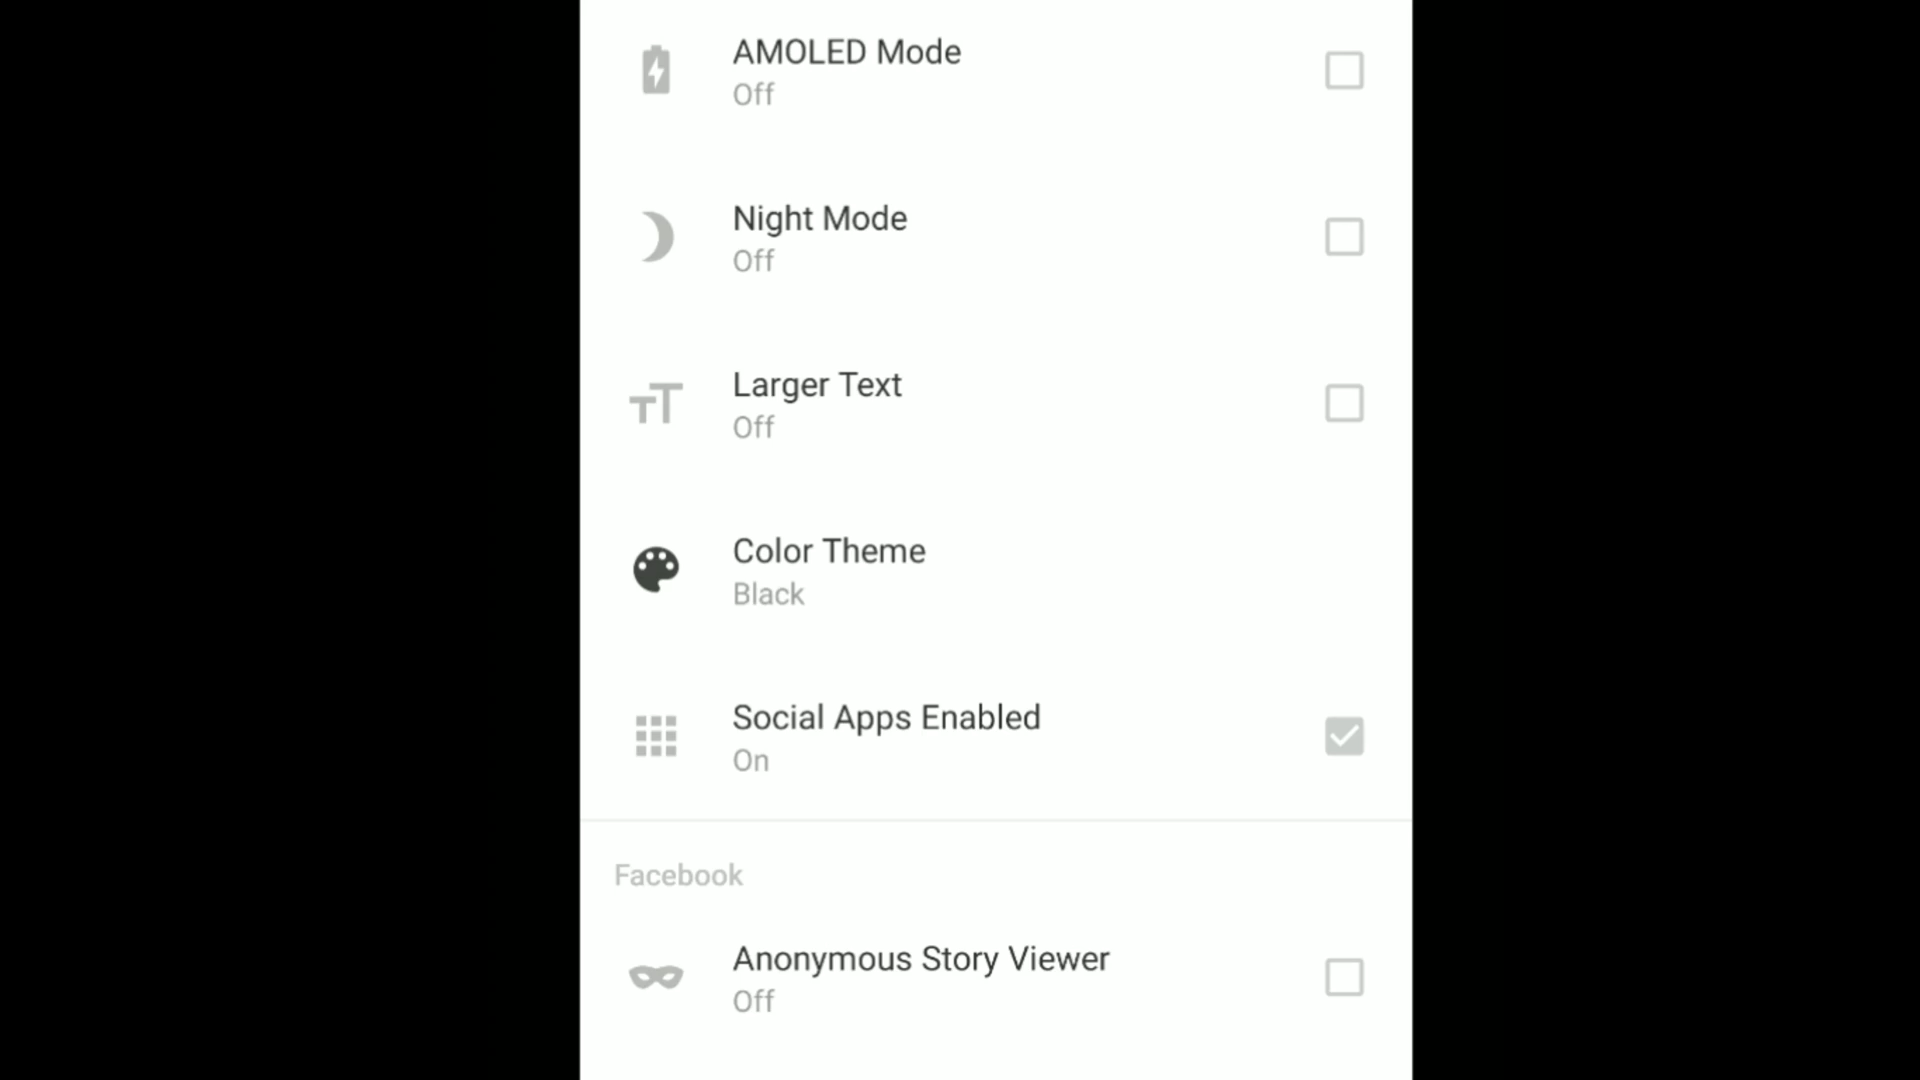 AMOLED Mode
Off
Night Mode
Off
Larger Text
Off
Color Theme
Black
Social Apps Enabled
On
Facebook
Anonymous Story Viewer
Off